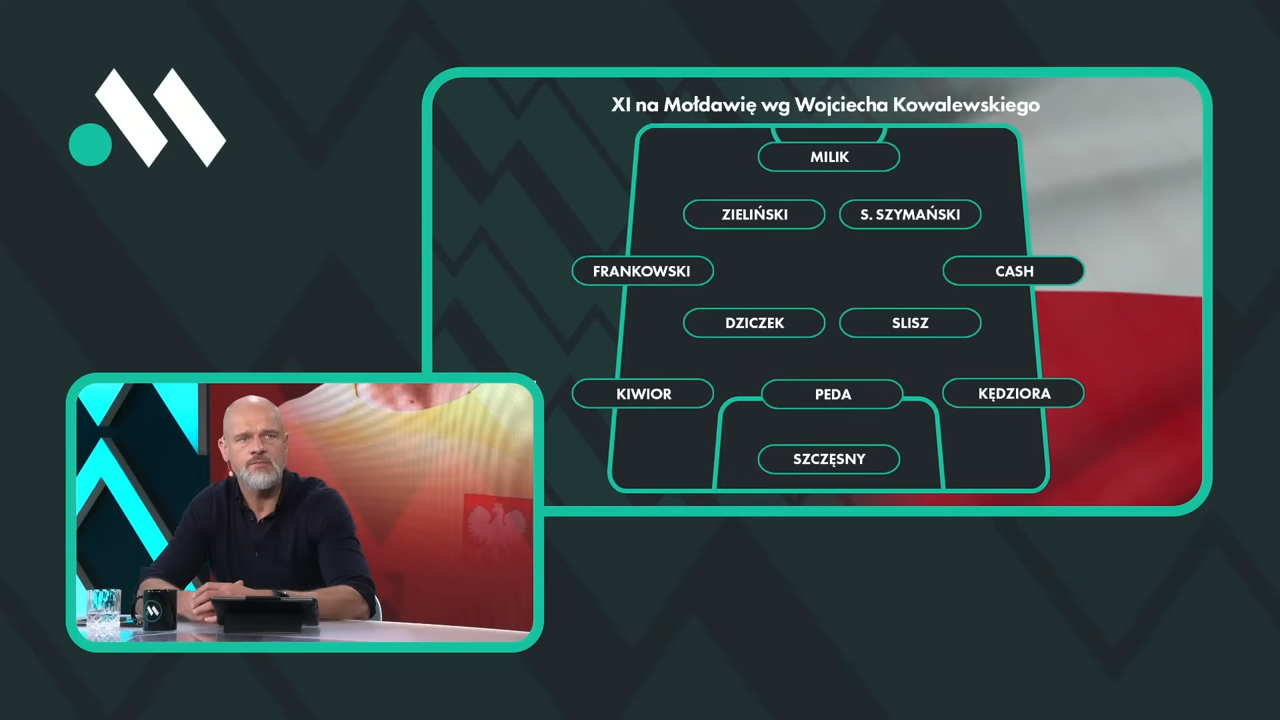 XI na Mołdawię wg Wojciecha Kowalewskiego
MILIK
ZIELIŃSKI
S. SZYMAŃSKI
FRANKOWSKI
CASH
DZICZEK
SLISZ
KIWIOR
PEDA
KĘDZIORA
SZCZĘSNY